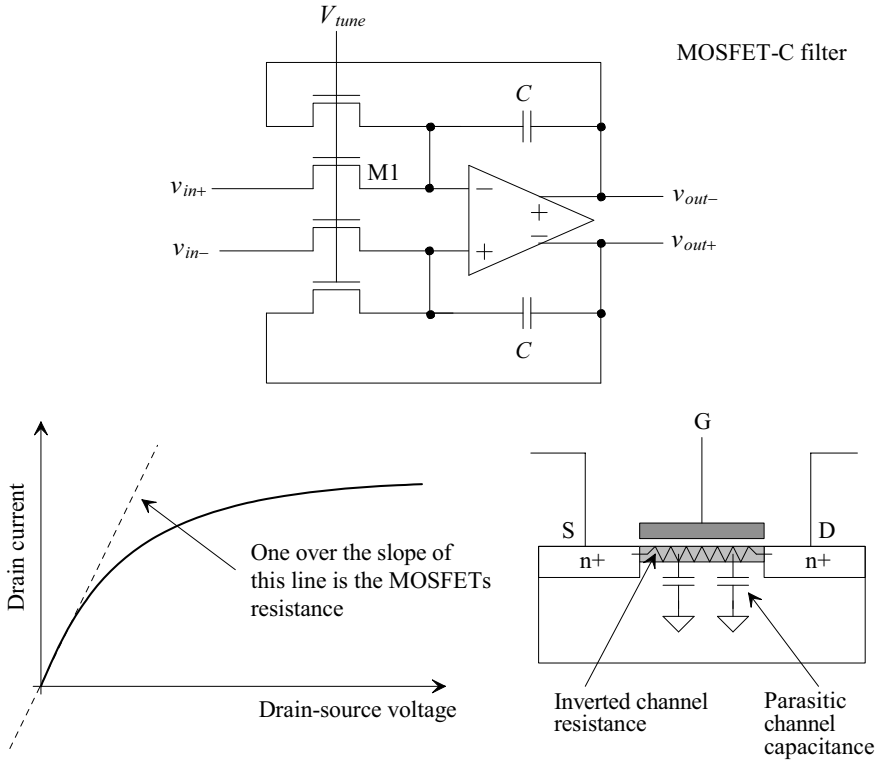 V_tune
MOSFET-C filter
C
M1
v_in+
−
+
v_out−
v_in−
+
−
v_out+
C
G
Drain current
S
D
One over the slope of
this line is the MOSFETs
resistance
n+
n+
Drain-source voltage
Inverted channel
resistance
Parasitic
channel
capacitance